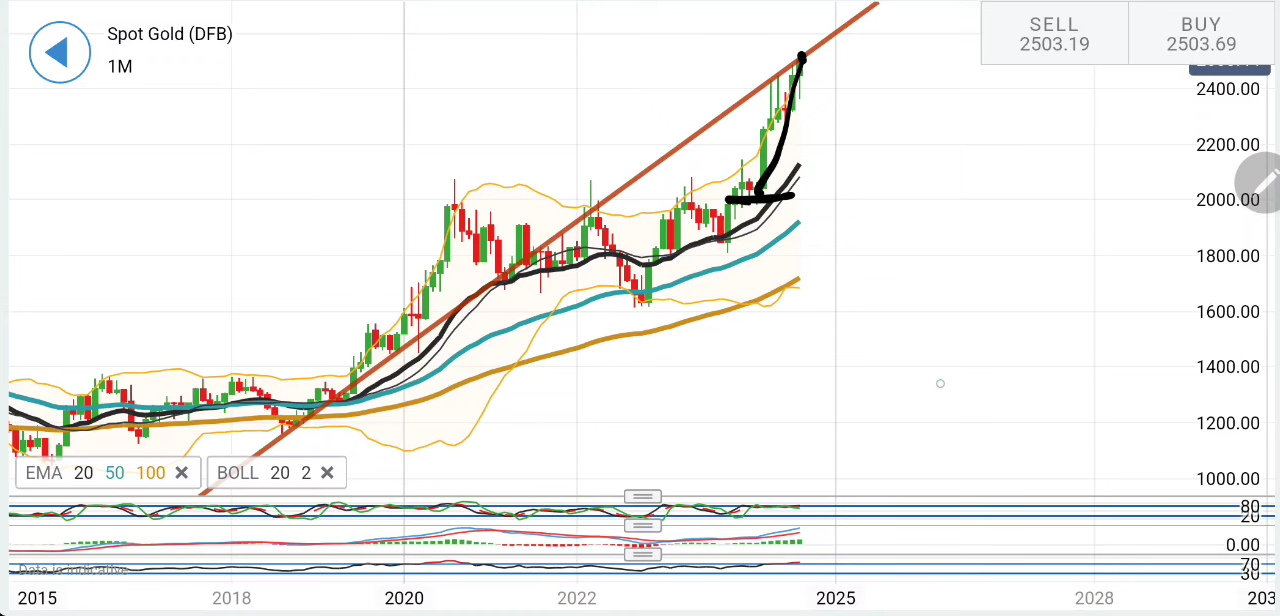 Spot Gold (DFB)
1M
SELL
2503.19
BUY
2503.69
2400.00
2200.00
2000.00
1800.00
1600.00
1400.00
1200.00
1000.00
EMA 20 50 100
BOLL 20 2
80
20
0.00
70
30
Data is indicative
2015 2018 2020 2022 2025 2028 203